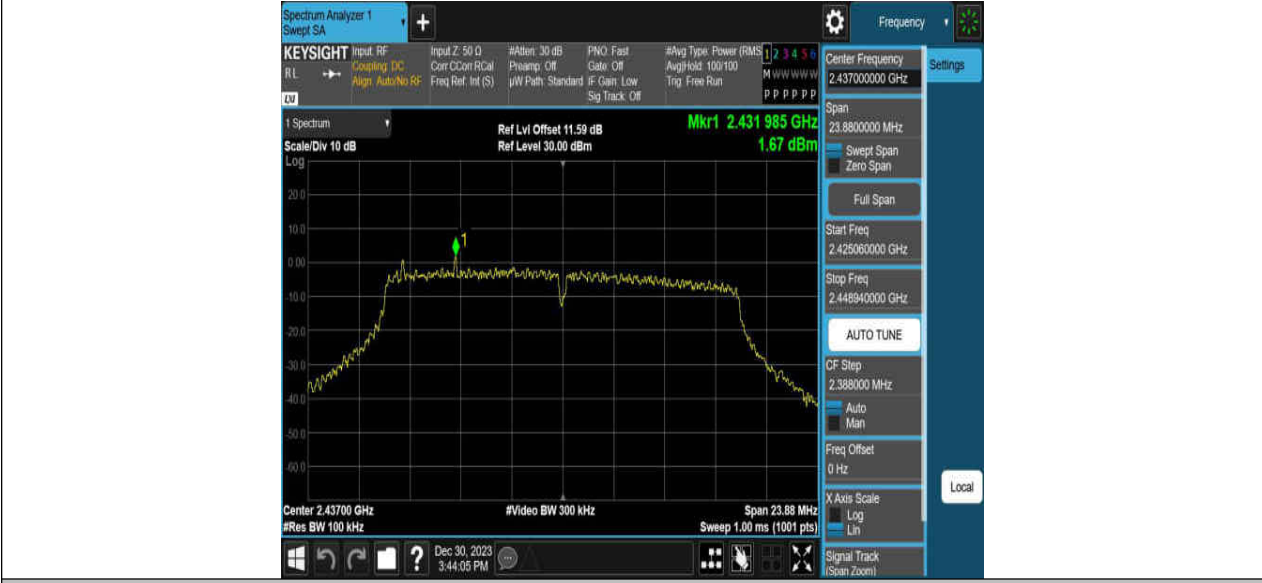 Spectrum Analyzer 1
Swept SA
+
Frequency
KEYSIGHT
RL
Input: RF
Coupling: DC
Align: Auto/No RF
Input Z: 50 Ω
Corr CCorr RCal
Freq Ref: Int (S)
#Atten: 30 dB
Preamp: Off
µW Path: Standard
PNO: Fast
Gate: Off
IF Gain: Low
Sig Track: Off
#Avg Type: Power (RMS
Avg|Hold: 100/100
Trig: Free Run
1 2 3 4 5 6
M W W W W W
P P P P P P
1 Spectrum
Scale/Div 10 dB
Ref Lvl Offset 11.59 dB
Ref Level 30.00 dBm
Mkr1 2.431 985 GHz
1.67 dBm
Log
20.0
10.0
0.00
-10.0
-20.0
-30.0
-40.0
-50.0
-60.0
1
Center 2.43700 GHz
#Res BW 100 kHz
#Video BW 300 kHz
Span 23.88 MHz
Sweep 1.00 ms (1001 pts)
Dec 30, 2023
3:44:05 PM
?
Center Frequency
2.437000000 GHz
Settings
Span
23.8800000 MHz
Swept Span
Zero Span
Full Span
Start Freq
2.425060000 GHz
Stop Freq
2.448940000 GHz
AUTO TUNE
CF Step
2.388000 MHz
Auto
Man
Freq Offset
0 Hz
X Axis Scale
Log
Lin
Local
Signal Track
(Span Zoom)